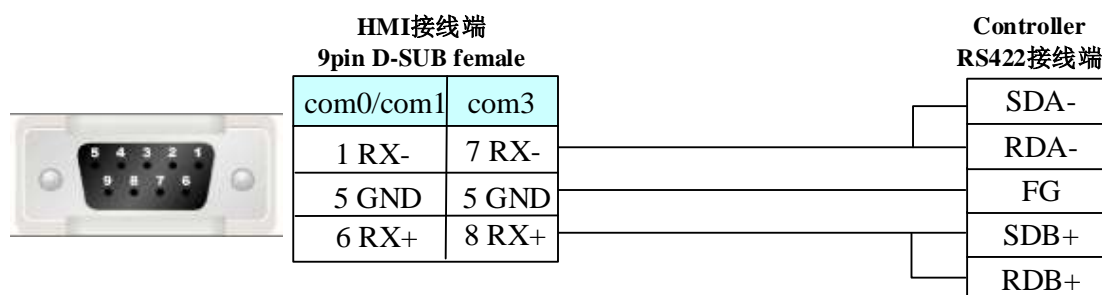 HMI接线端
9pin D-SUB female
Controller
RS422接线端
com0/com1 com3
1 RX- 7 RX-
5 GND 5 GND
6 RX+ 8 RX+
SDA-
RDA-
FG
SDB+
RDB+
5 4 3 2 1
9 8 7 6